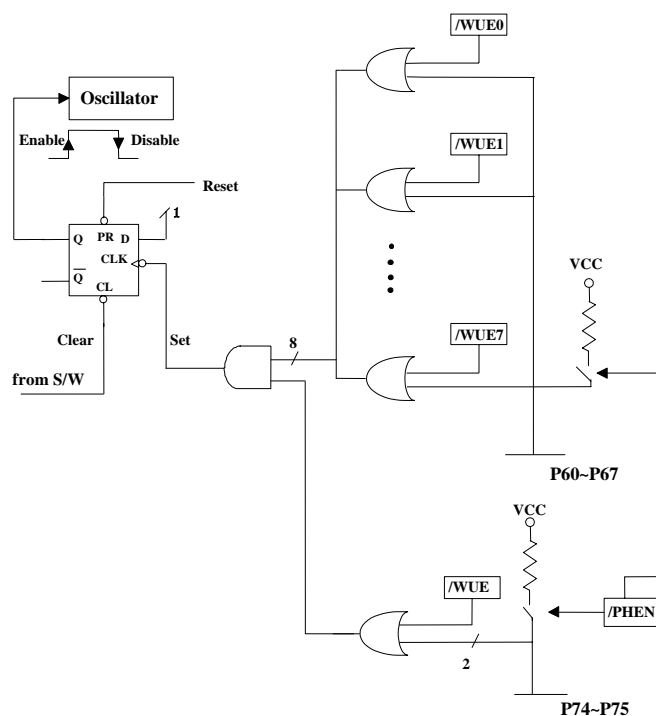 /WUE0
Oscillator
Enable
Disable
/WUE1
Reset
1
Q
PR
D
CLK
Q
CL
VCC
/WUE7
8
Clear
Set
from S/W
P60~P67
VCC
/WUE
/PHEN
2
P74~P75